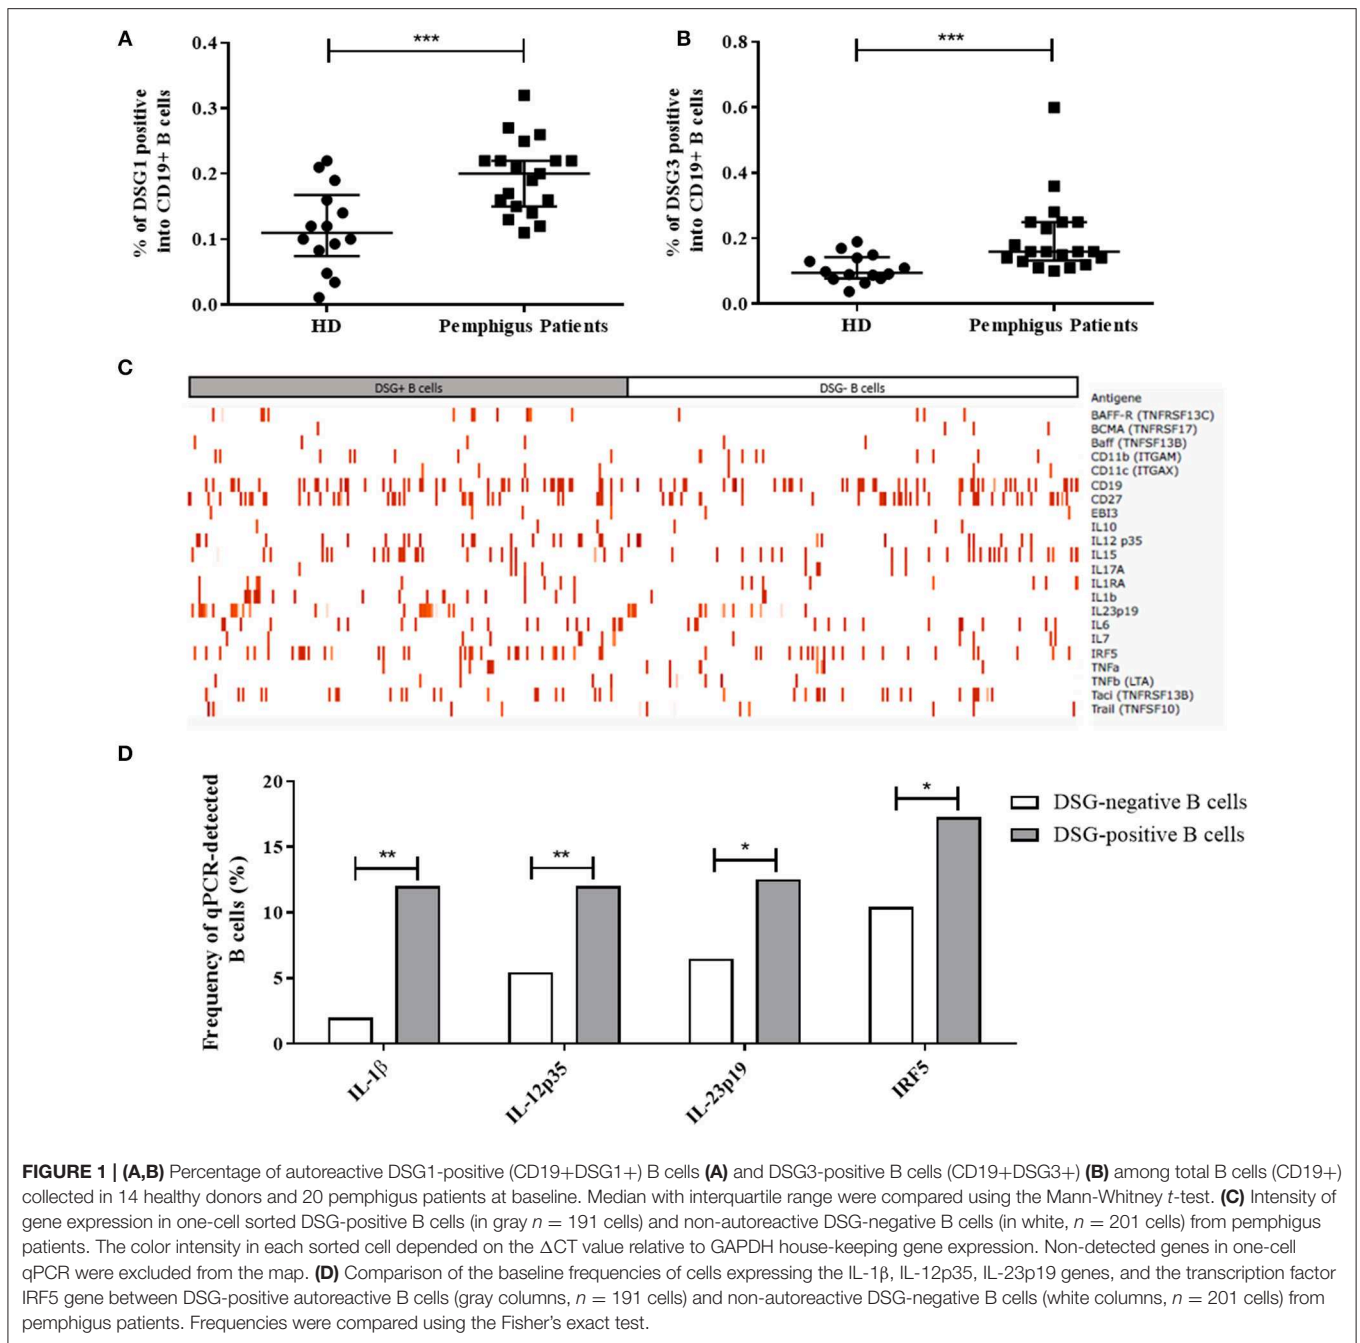 A
0.4
0.3
0.2
0.1
0.0
% of DSG1 positive
into CD19+ B cells
***
HD
Pemphigus Patients
B
0.8
0.6
0.4
0.2
0.0
% of DSG3 positive
into CD19+ B cells
***
HD
Pemphigus Patients
C
DSG+ B cells
DSG- B cells
Antigene
BAFF-R (TNFRSF13C)
BCMA (TNFRSF17)
Baff (TNFSF13B)
CD11b (ITGAM)
CD11c (ITGAX)
CD19
CD27
EBI3
IL10
IL12 p35
IL15
IL17A
IL1RA
IL1b
IL23p19
IL6
IL7
IRF5
TNFa
TNFb (LTA)
Taci (TNFRSF13B)
Trail (TNFSF10)
D
20
15
10
5
0
Frequency of qPCR-detected
B cells (%)
**
**
*
*
IL-1β
IL-12p35
IL-23p19
IRF5
DSG-negative B cells
DSG-positive B cells
FIGURE 1 | (A,B) Percentage of autoreactive DSG1-positive (CD19+DSG1+) B cells (A) and DSG3-positive B cells (CD19+DSG3+) (B) among total B cells (CD19+)
collected in 14 healthy donors and 20 pemphigus patients at baseline. Median with interquartile range were compared using the Mann-Whitney t-test. (C) Intensity of
gene expression in one-cell sorted DSG-positive B cells (in gray n = 191 cells) and non-autoreactive DSG-negative B cells (in white, n = 201 cells) from pemphigus
patients. The color intensity in each sorted cell depended on the ΔCT value relative to GAPDH house-keeping gene expression. Non-detected genes in one-cell
qPCR were excluded from the map. (D) Comparison of the baseline frequencies of cells expressing the IL-1β, IL-12p35, IL-23p19 genes, and the transcription factor
IRF5 gene between DSG-positive autoreactive B cells (gray columns, n = 191 cells) and non-autoreactive DSG-negative B cells (white columns, n = 201 cells) from
pemphigus patients. Frequencies were compared using the Fisher's exact test.